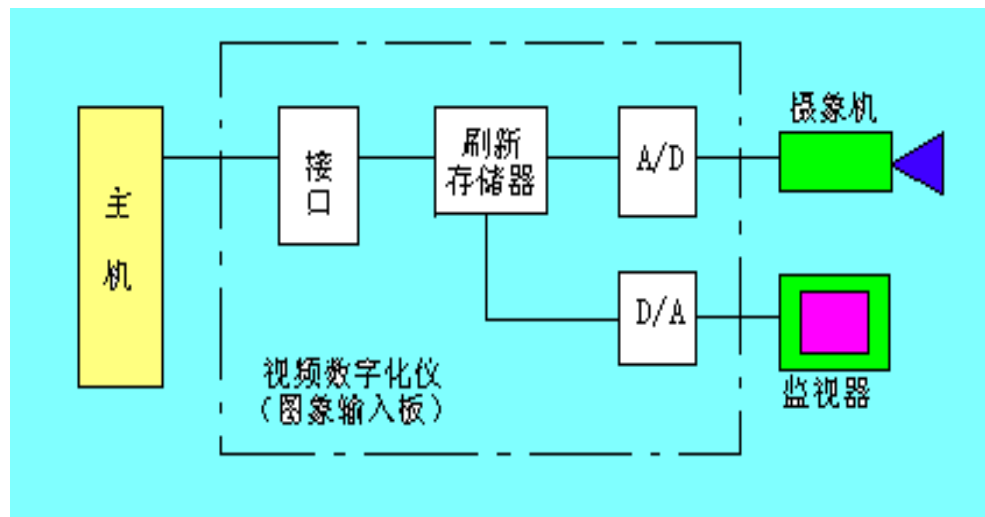 摄象机
主
机
接
口
刷新
存储器
A/D
D/A
监视器
视频数字化仪
（图象输入板）